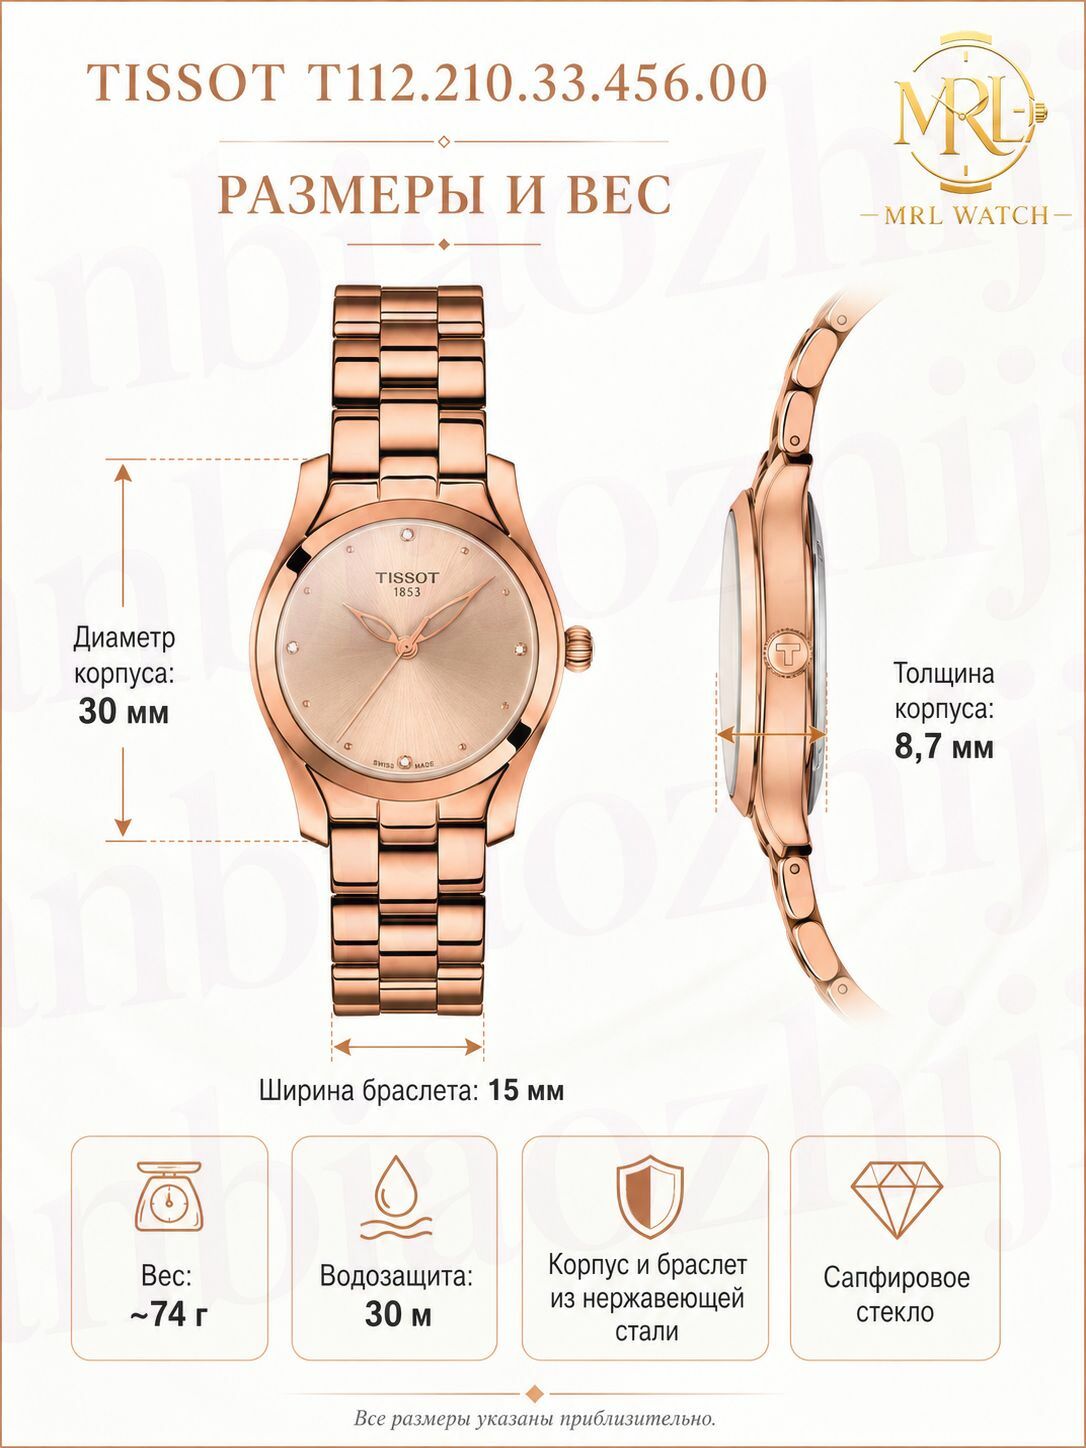 TISSOT T112.210.33.456.00
MRL
MRL WATCH
РАЗМЕРЫ И ВЕС
TISSOT
1853
SWISS MADE
T
Диаметр
корпуса:
30 мм
Толщина
корпуса:
8,7 мм
Ширина браслета: 15 мм
Вес:
~74 г
Водозащита:
30 м
Корпус и браслет
из нержавеющей
стали
Сапфировое
стекло
Все размеры указаны приблизительно.